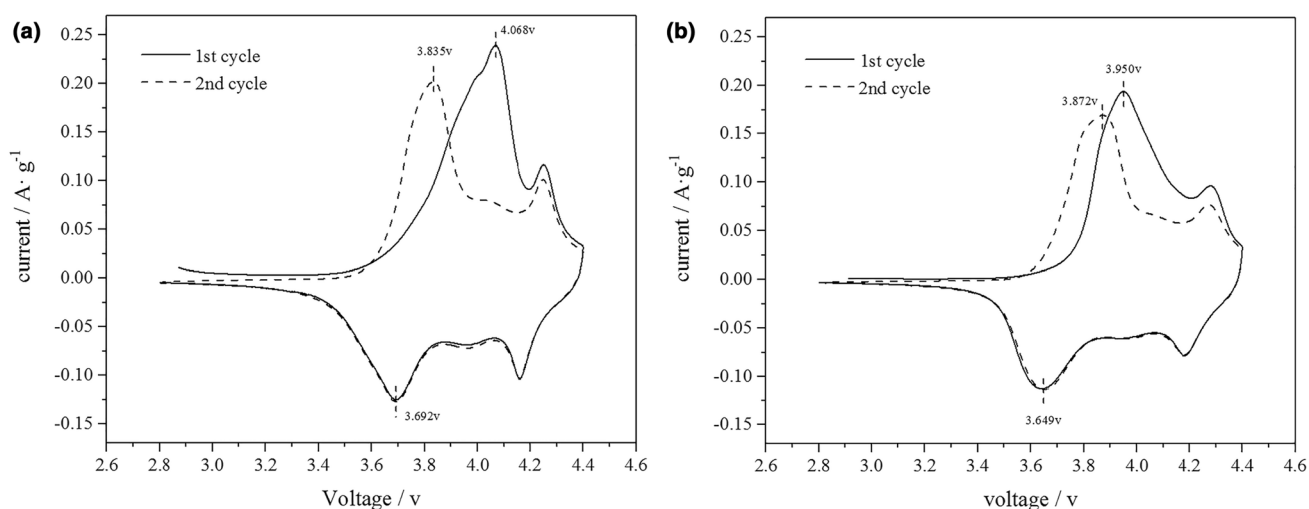 (a)
0.25
0.20
0.15
0.10
0.05
0.00
-0.05
-0.10
-0.15
current / A·g-1
1st cycle
2nd cycle
3.835v
4.068v
3.692v
2.6 2.8 3.0 3.2 3.4 3.6 3.8 4.0 4.2 4.4 4.6
Voltage / v
(b)
0.25
0.20
0.15
0.10
0.05
0.00
-0.05
-0.10
-0.15
current / A·g-1
1st cycle
2nd cycle
3.950v
3.872v
3.649v
2.6 2.8 3.0 3.2 3.4 3.6 3.8 4.0 4.2 4.4 4.6
voltage / v